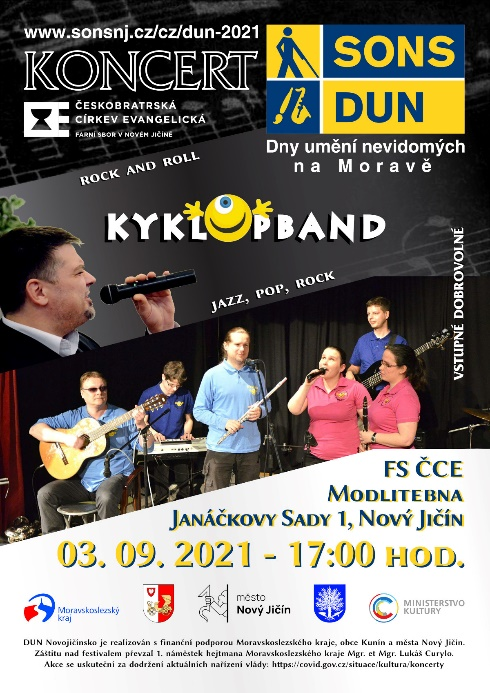 www.sonsnj.cz/cz/dun-2021
KONCERT
ČESKOBRATRSKÁ
CÍRKEV EVANGELICKÁ
FARNÍ SBOR V NOVÉM JIČÍNĚ
SONS
DUN
Dny umění nevidomých
na Moravě
ROCK AND ROLL
KYKLOPBAND
JAZZ, POP, ROCK
VSTUPNÉ DOBROVOLNÉ
FS ČCE
Modlitebna
Janáčkovy Sady 1, Nový Jičín
03. 09. 2021 - 17:00 hod.
Moravskoslezský
kraj
město
Nový Jičín
MINISTERSTVO
KULTURY
DUN Novojičínsko je realizován s finanční podporou Moravskoslezského kraje, obce Kunín a města Nový Jičín.
Záštitu nad festivalem převzal 1. náměstek hejtmana Moravskoslezského kraje Mgr. et Mgr. Lukáš Curylo.
Akce se uskuteční za dodržení aktuálních nařízení vlády: https://covid.gov.cz/situace/kultura/koncerty